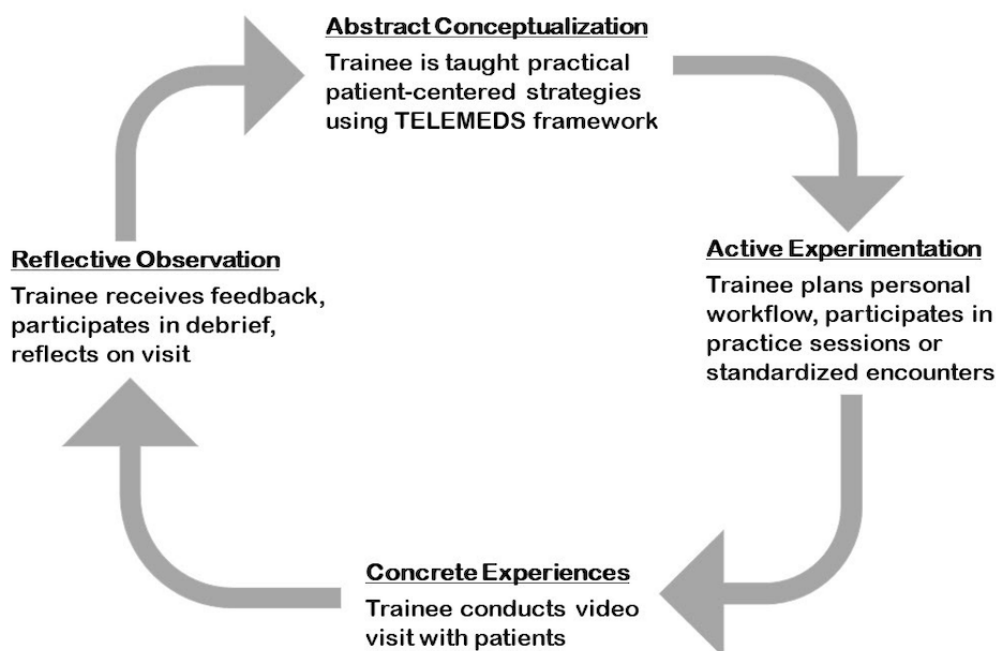 Abstract Conceptualization
Trainee is taught practical
patient-centered strategies
using TELEMEDS framework
Active Experimentation
Trainee plans personal
workflow, participates in
practice sessions or
standardized encounters
Concrete Experiences
Trainee conducts video
visit with patients
Reflective Observation
Trainee receives feedback,
participates in debrief,
reflects on visit